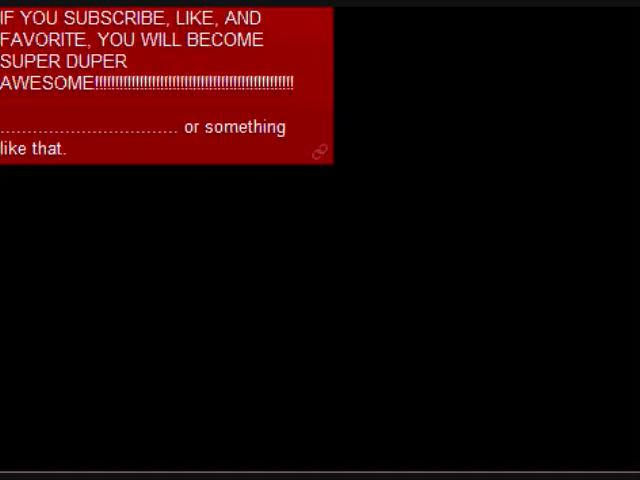 IF YOU SUBSCRIBE, LIKE, AND
FAVORITE, YOU WILL BECOME
SUPER DUPER
AWESOME!!!!!!!!!!!!!!!!!!!!!!!!!!!!!!!!!!!!!!!!!!!!!!!!!!
................................. or something
like that.